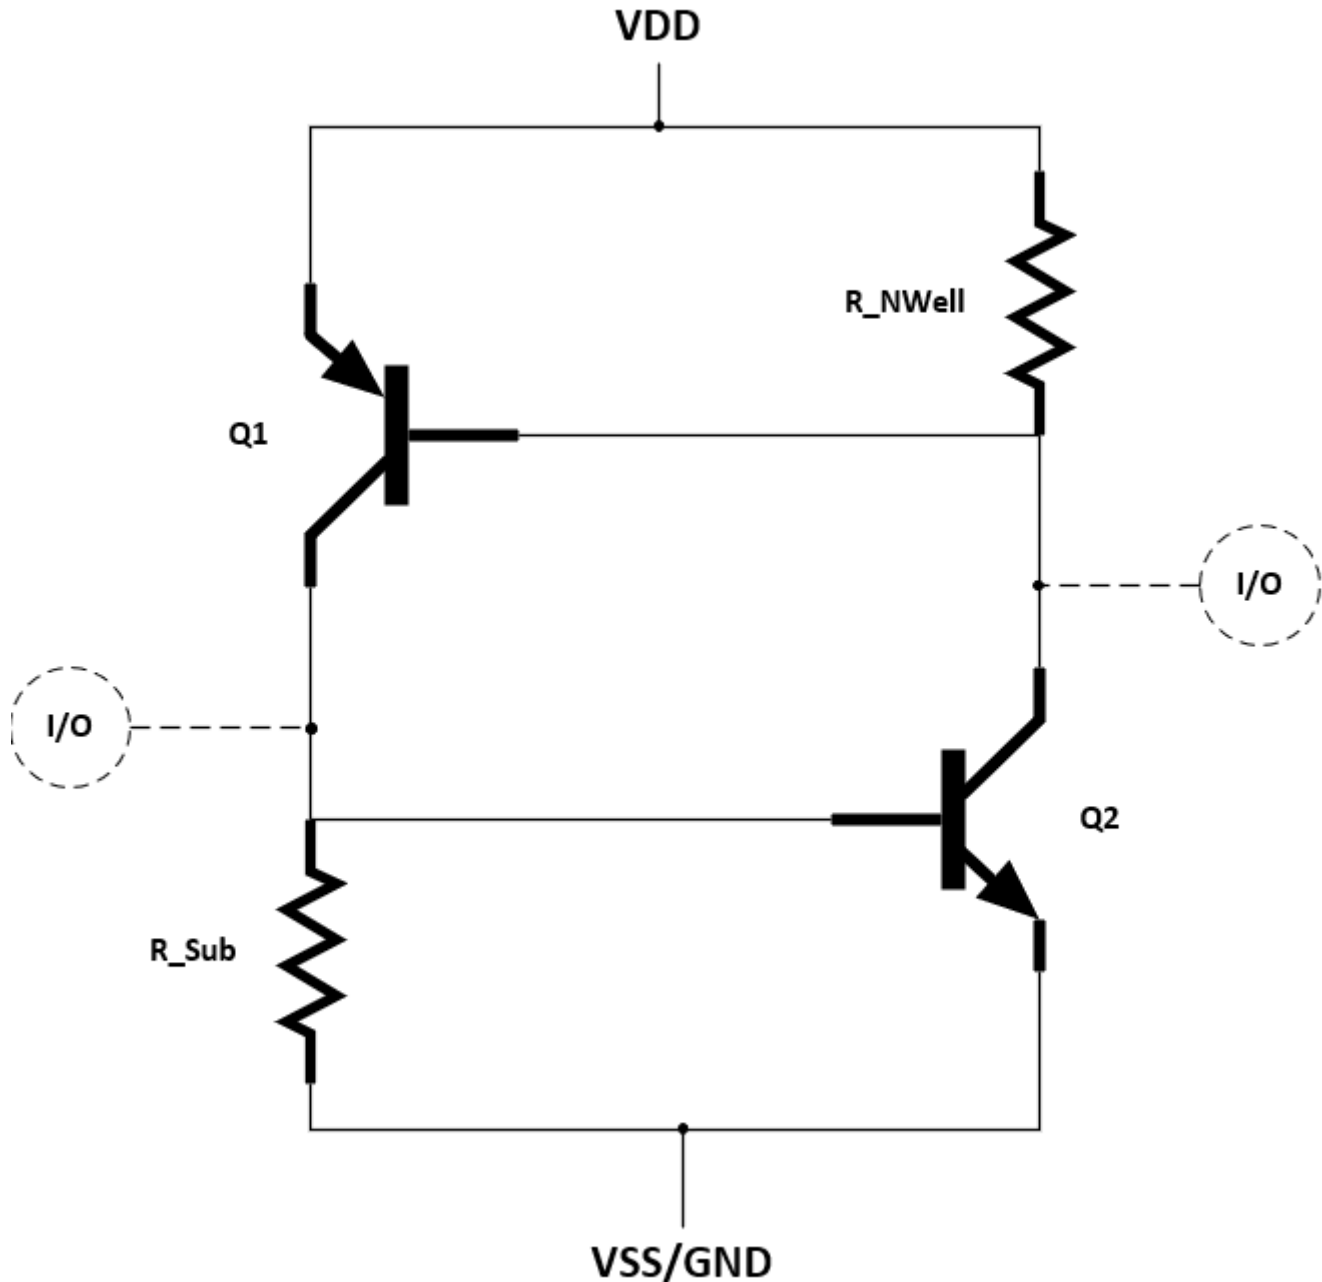 VDD
R_NWell
Q1
I/O
I/O
Q2
R_Sub
VSS/GND